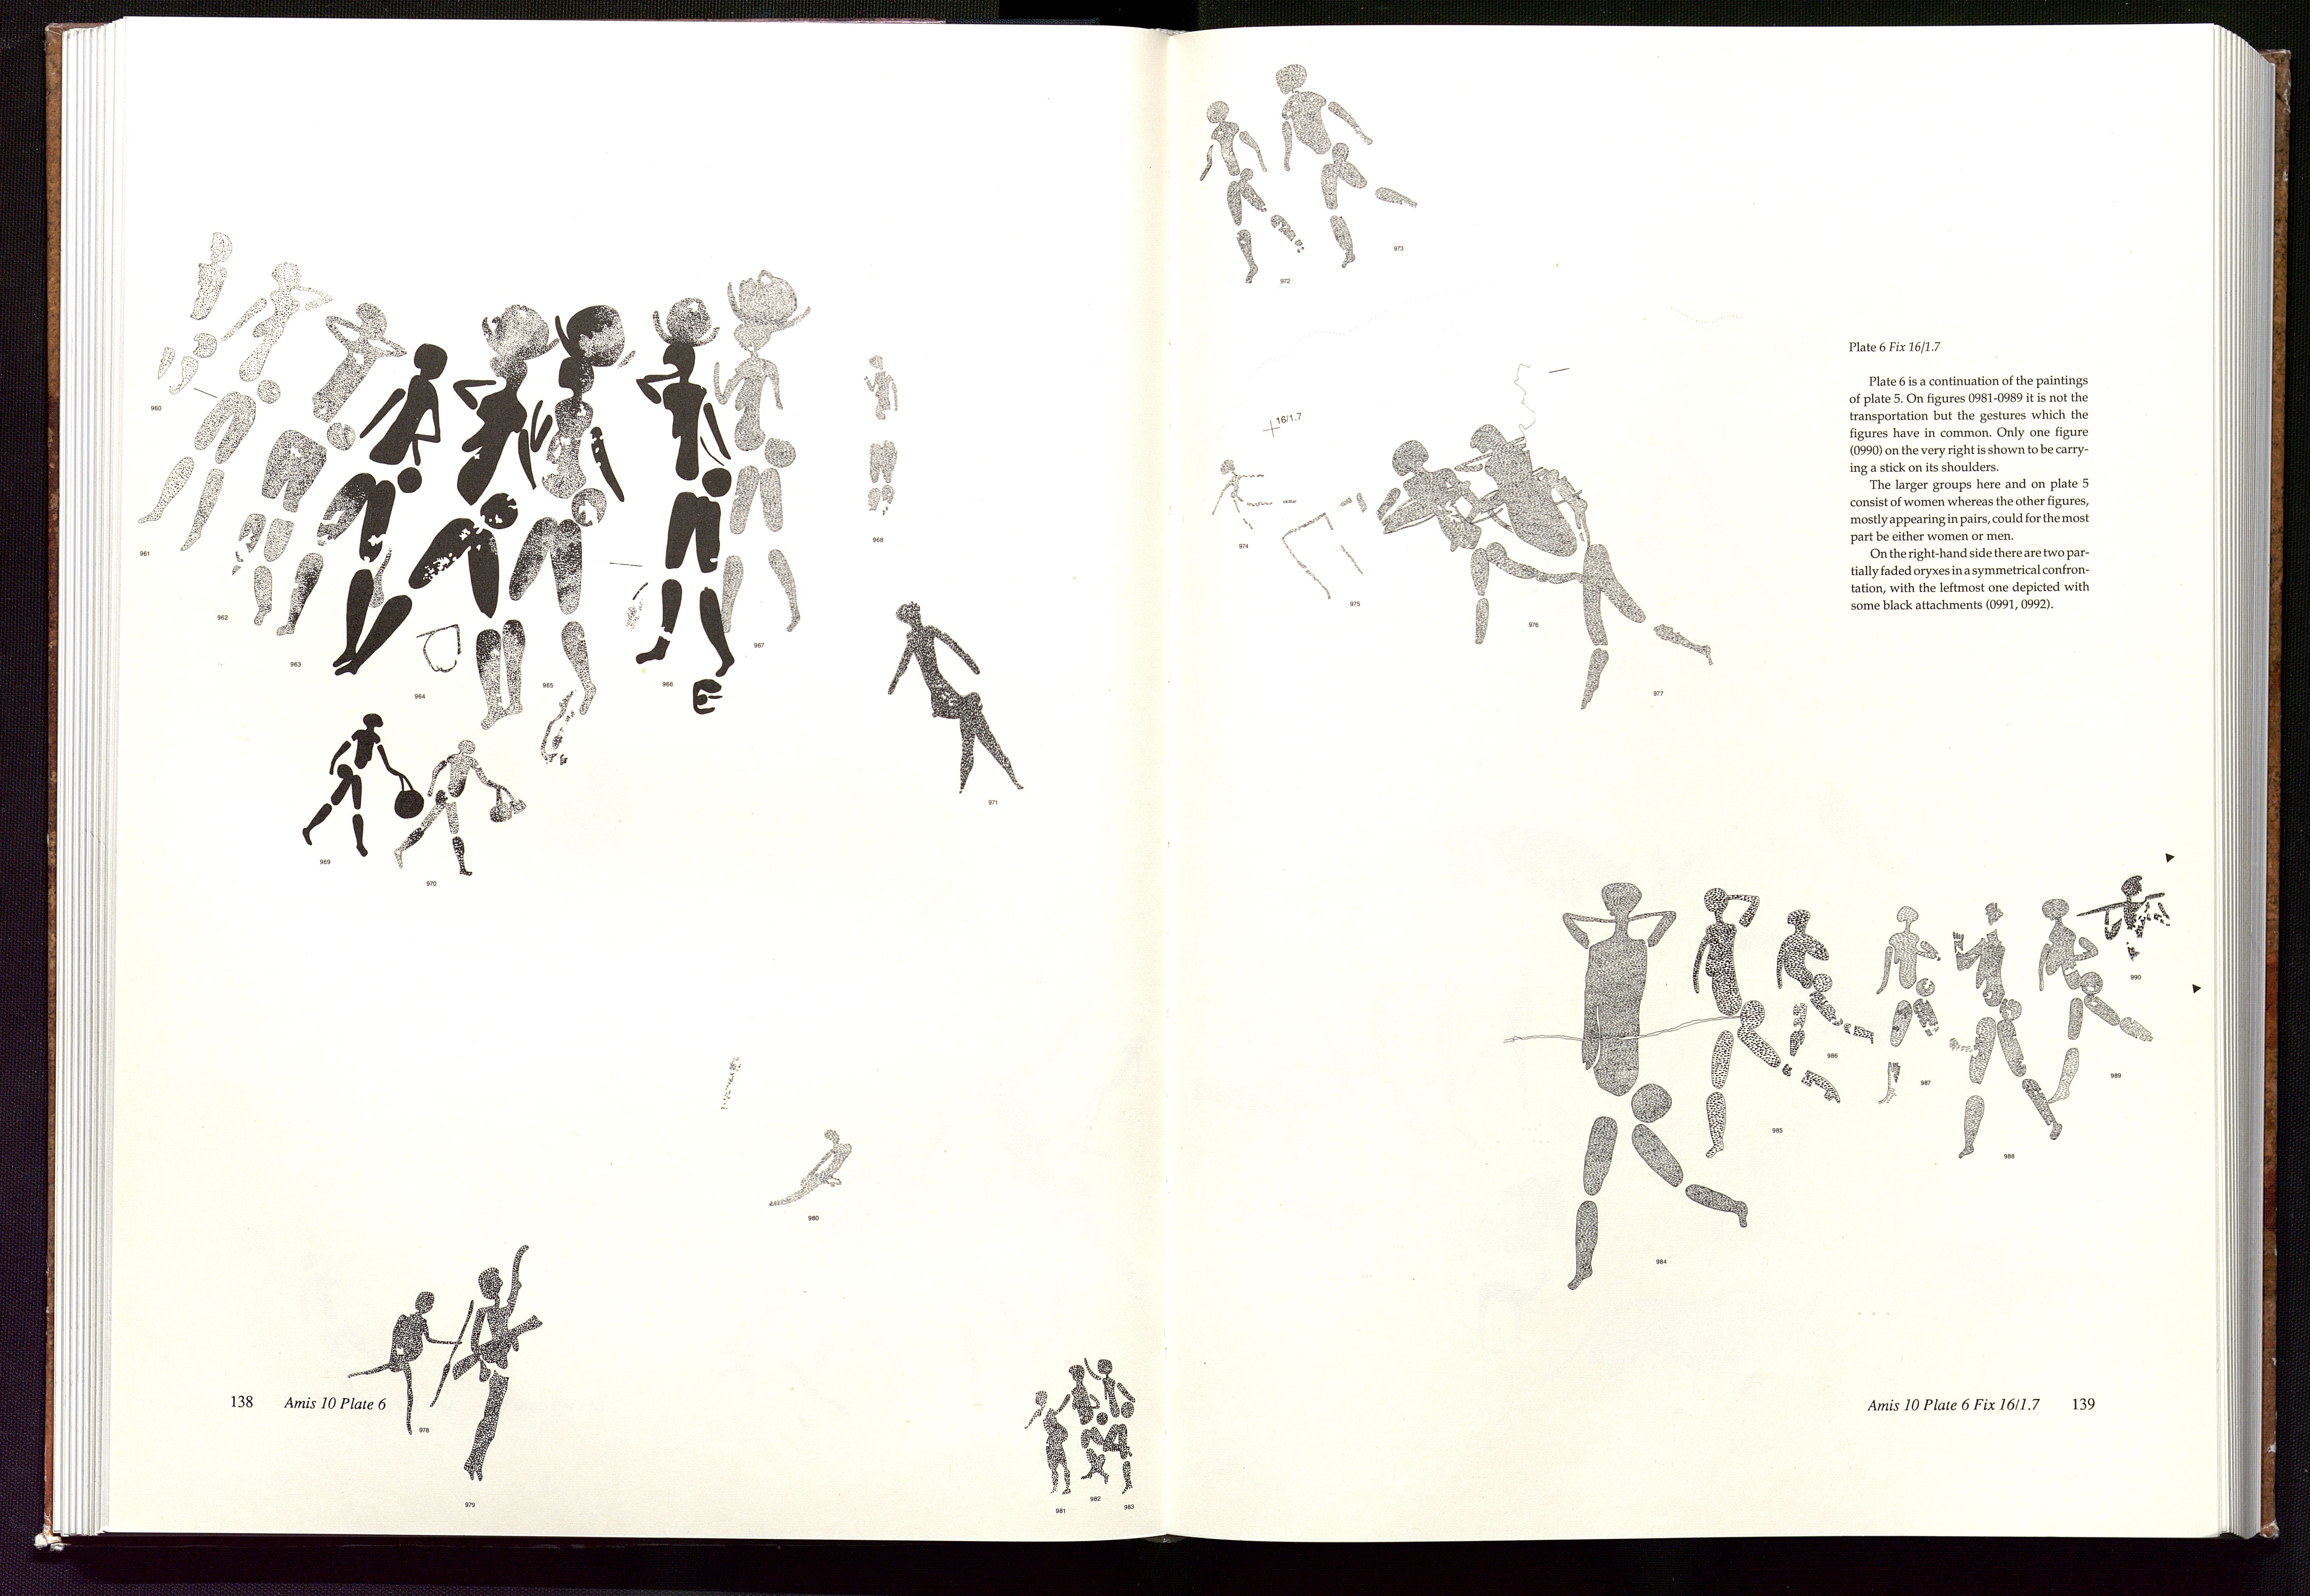 960
961
962
963
964
965
966
967
968
969
970
971
980
978
979
981
982
983
138 Amis 10 Plate 6
972
973
16/1.7
974
975
976
977
Plate 6 Fix 16/1.7
Plate 6 is a continuation of the paintings
of plate 5. On figures 0981-0989 it is not the
transportation but the gestures which the
figures have in common. Only one figure
(0990) on the very right is shown to be carry-
ing a stick on its shoulders.
The larger groups here and on plate 5
consist of women whereas the other figures,
mostly appearing in pairs, could for the most
part be either women or men.
On the right-hand side there are two par-
tially faded oryxes in a symmetrical confron-
tation, with the leftmost one depicted with
some black attachments (0991, 0992).
984
985
986
987
988
989
990
Amis 10 Plate 6 Fix 16/1.7 139